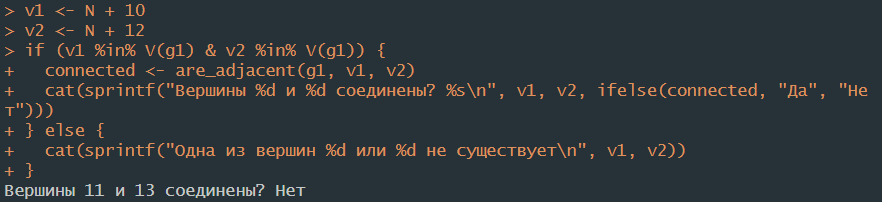 > v1 <- N + 10
> v2 <- N + 12
> if (v1 %in% V(g1) & v2 %in% V(g1)) {
+   connected <- are_adjacent(g1, v1, v2)
+   cat(sprintf("Вершины %d и %d соединены? %s\n", v1, v2, ifelse(connected, "Да", "Не
т")))
+ } else {
+   cat(sprintf("Одна из вершин %d или %d не существует\n", v1, v2))
+ }
Вершины 11 и 13 соединены? Нет